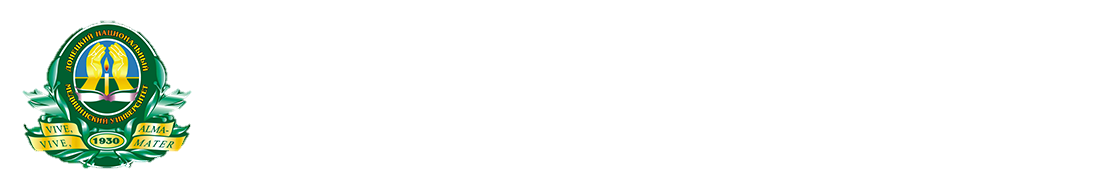 ДОНЕЦКИЙ НАЦИОНАЛЬНЫЙ
МЕДИЦИНСКИЙ УНИВЕРСИТЕТ
VIVE, ALMA-
VIVE, 1930 MATER